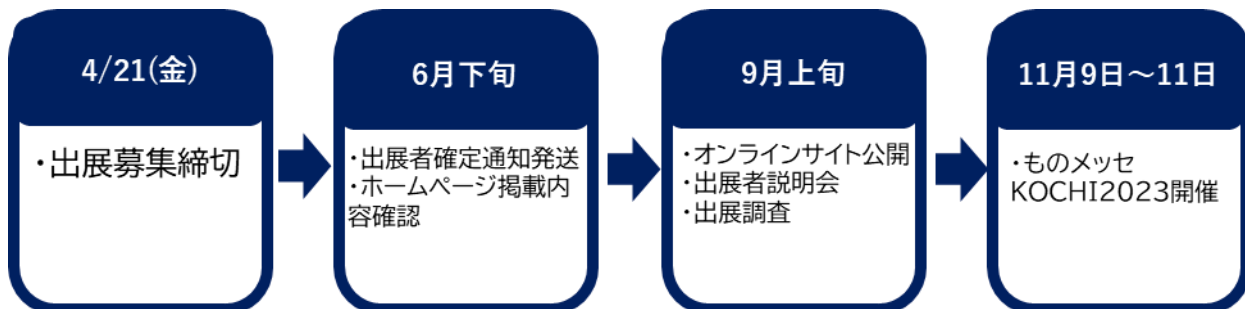 4/21(金)
・出展募集締切
6月下旬
・出展者確定通知発送
・ホームページ掲載内
容確認
9月上旬
・オンラインサイト公開
・出展者説明会
・出展調査
11月9日～11日
・ものメッセ
KOCHI2023開催